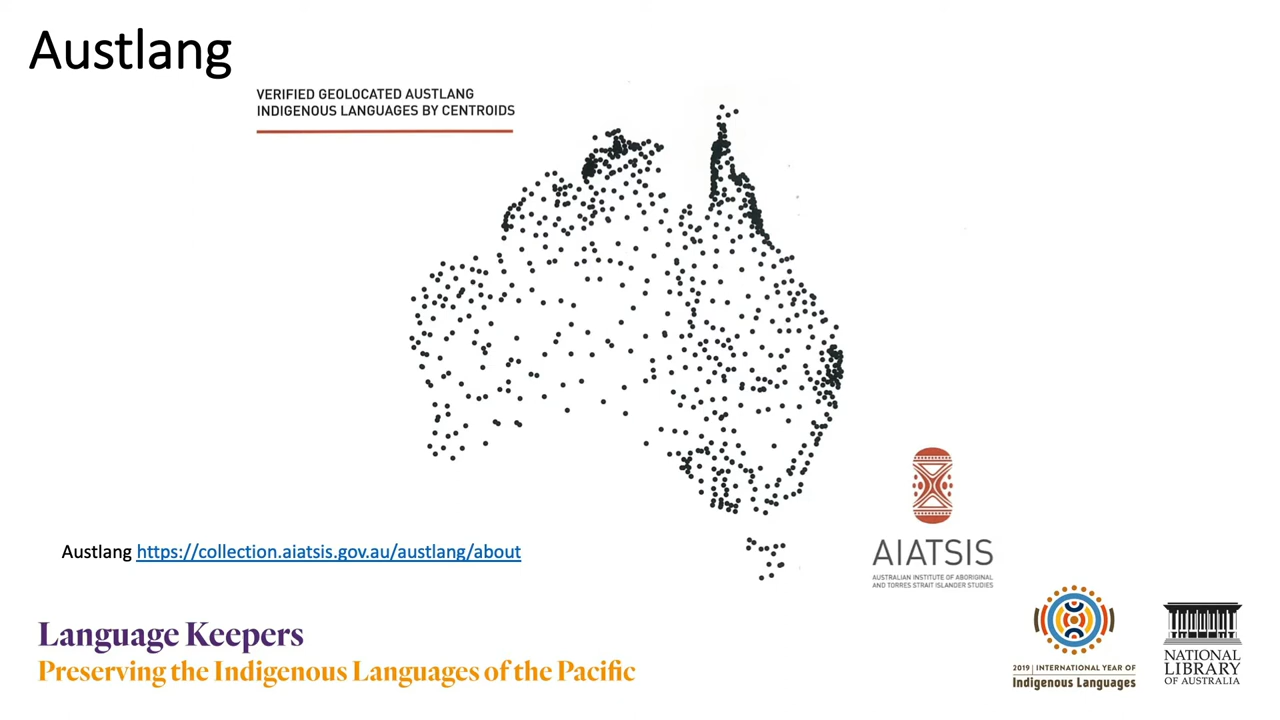 Austlang
VERIFIED GEOLOCATED AUSTLANG
INDIGENOUS LANGUAGES BY CENTROIDS
AIATSIS
AUSTRALIAN INSTITUTE OF ABORIGINAL
AND TORRES STRAIT ISLANDER STUDIES
Austlang https://collection.aiatsis.gov.au/austlang/about
Language Keepers
Preserving the Indigenous Languages of the Pacific
2019 | INTERNATIONAL YEAR OF
Indigenous Languages
NATIONAL
LIBRARY
OF AUSTRALIA